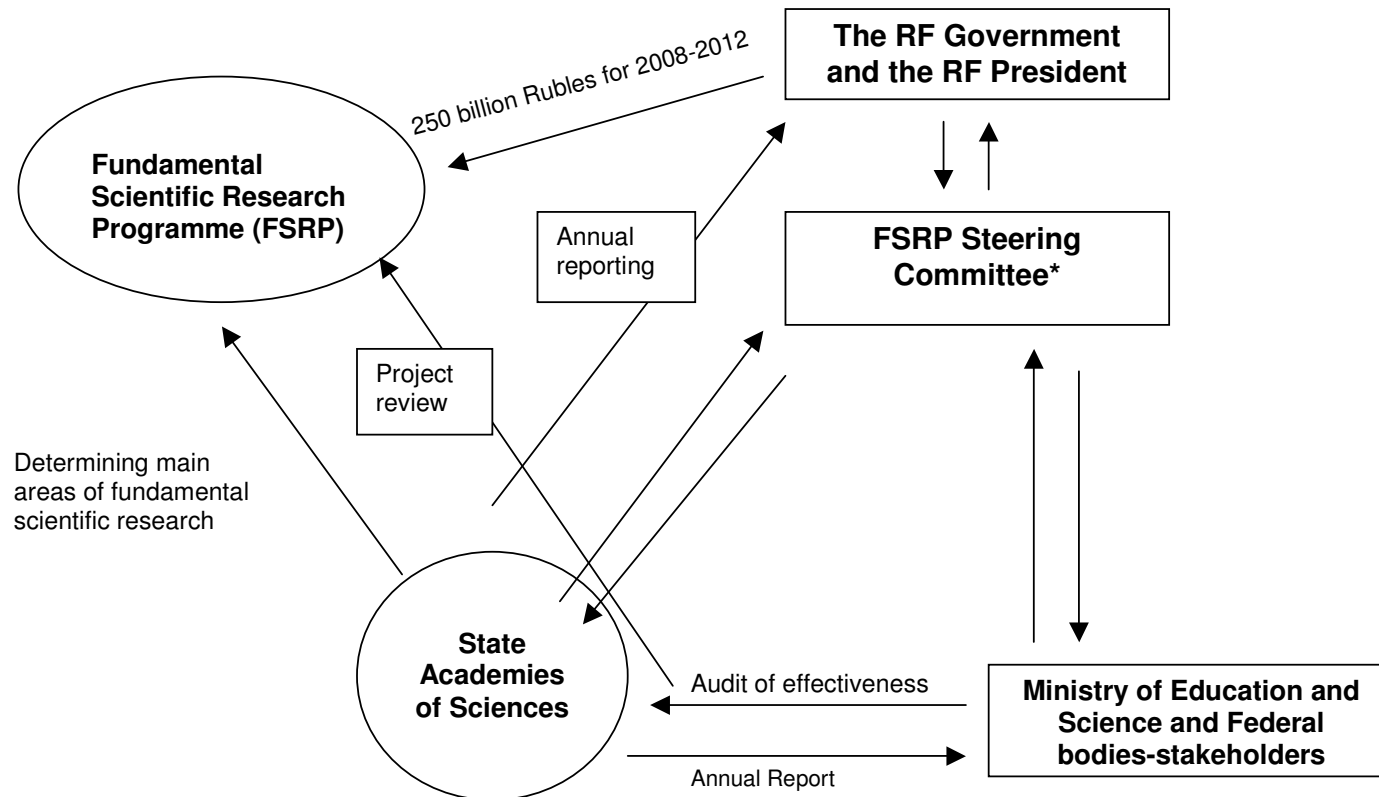 The RF Government
and the RF President
250 billion Rubles for 2008-2012
Fundamental
Scientific Research
Programme (FSRP)
Annual
reporting
FSRP Steering
Committee*
Project
review
Determining main
areas of fundamental
scientific research
State
Academies
of Sciences
Audit of effectiveness
Annual Report
Ministry of Education and
Science and Federal
bodies-stakeholders